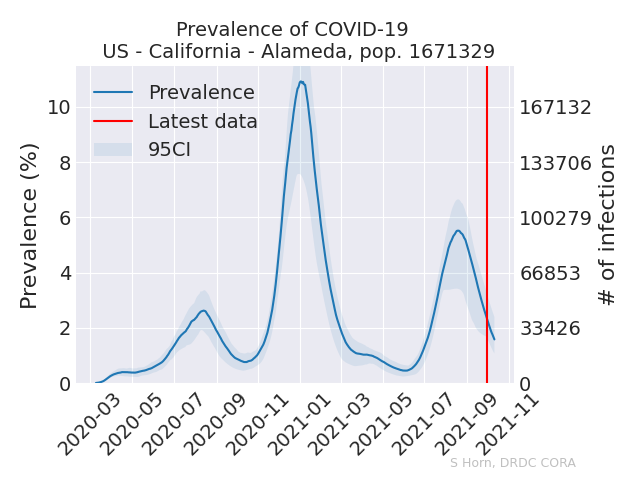 Prevalence of COVID-19
US - California - Alameda, pop. 1671329
Prevalence
Latest data
95CI
Prevalence (%)
10
8
6
4
2
0
167132
133706
100279
66853
33426
0
# of infections
2020-03
2020-05
2020-07
2020-09
2020-11
2021-01
2021-03
2021-05
2021-07
2021-09
2021-11
S Horn, DRDC CORA